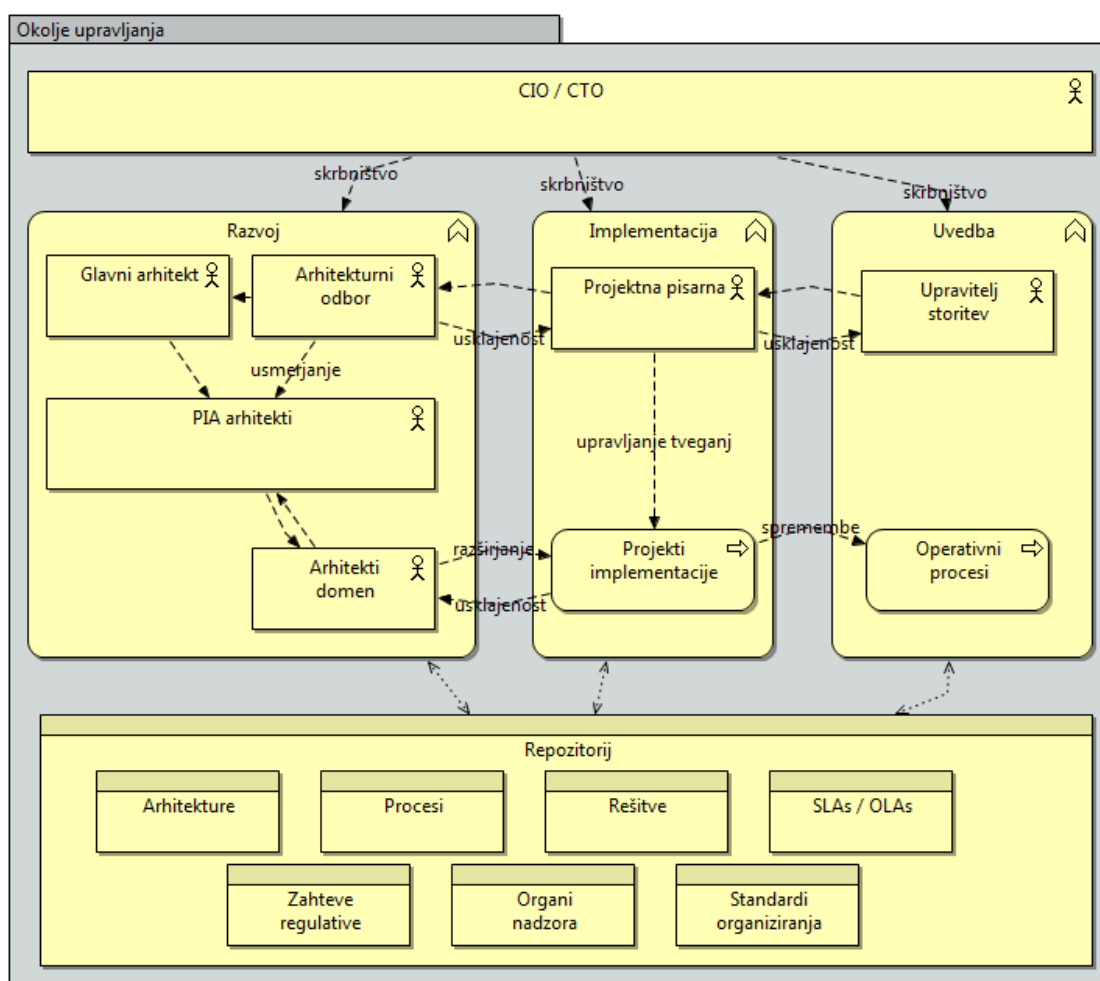 Okolje upravljanja
CIO / CTO
skrbništvo
skrbništvo
skrbništvo
Razvoj
Implementacija
Uvedba
Glavni arhitekt
Arhitekturni
odbor
Projektna pisarna
Upravitelj
storitev
usklajenost
usklajenost
usmerjanje
PIA arhitekti
upravljanje tveganj
Arhitekti
domen
razširjanje
usklajenost
Projekti
implementacije
spremembe
Operativni
procesi
Repozitorij
Arhitekture
Procesi
Rešitve
SLAs / OLAs
Zahteve
regulative
Organi
nadzora
Standardi
organiziranja